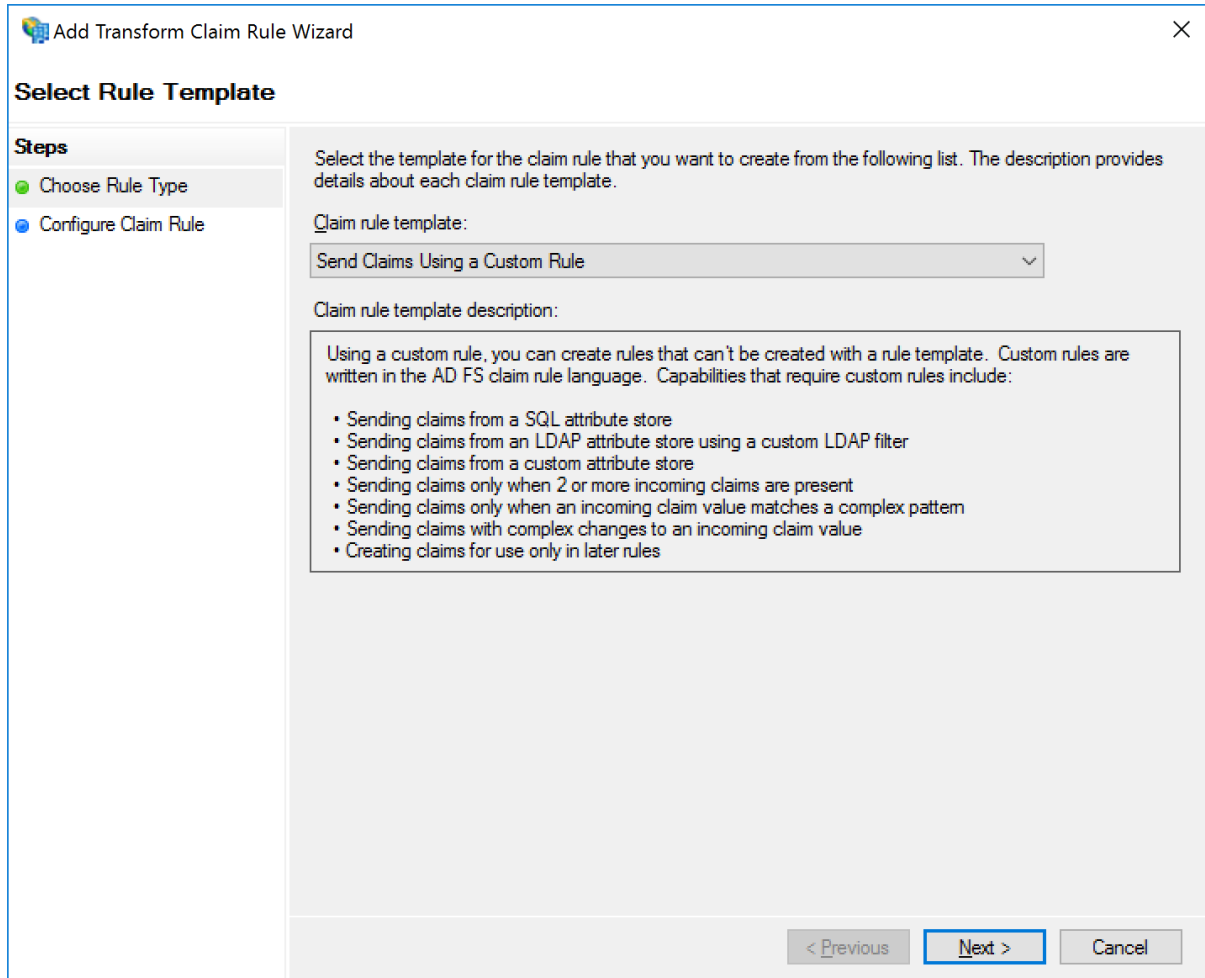 Add Transform Claim Rule Wizard
Select Rule Template
Steps
Choose Rule Type
Configure Claim Rule
Select the template for the claim rule that you want to create from the following list. The description provides
details about each claim rule template.
Claim rule template:
Send Claims Using a Custom Rule
Claim rule template description:
Using a custom rule, you can create rules that can't be created with a rule template. Custom rules are
written in the AD FS claim rule language. Capabilities that require custom rules include:
• Sending claims from a SQL attribute store
• Sending claims from an LDAP attribute store using a custom LDAP filter
• Sending claims from a custom attribute store
• Sending claims only when 2 or more incoming claims are present
• Sending claims only when an incoming claim value matches a complex pattern
• Sending claims with complex changes to an incoming claim value
• Creating claims for use only in later rules
< Previous
Next >
Cancel